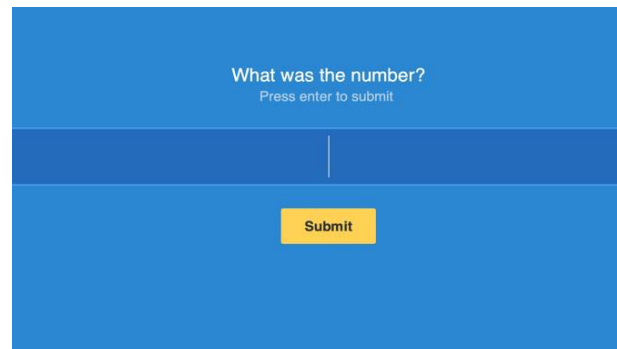 What was the number?
Press enter to submit
Submit